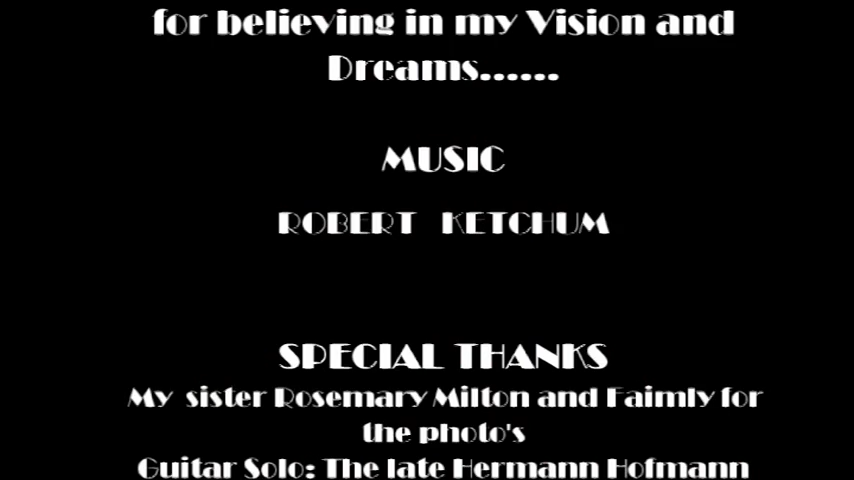 for believing in my Vision and
Dreams......
MUSIC
ROBERT KETCHUM
SPECIAL THANKS
My sister Rosemary Milton and Faimly for
the photo's
Guitar Solo: The late Hermann Hofmann